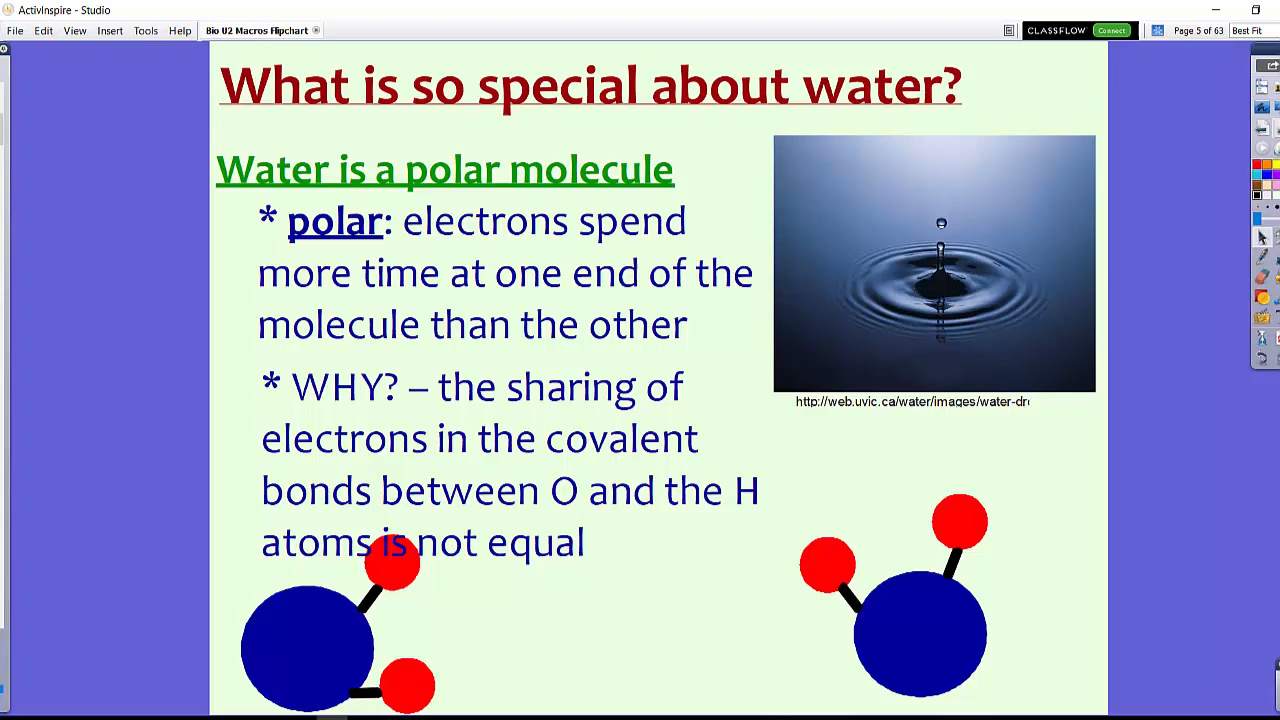 ActivInspire - Studio
File Edit View Insert Tools Help
Bio U2 Macros Flipchart
CLASSFLOW Connect
Page 5 of 63
Best Fit
What is so special about water?
Water is a polar molecule
* polar: electrons spend
more time at one end of the
molecule than the other
* WHY? – the sharing of
electrons in the covalent
bonds between O and the H
atoms is not equal
http://web.uvic.ca/water/images/water-dro